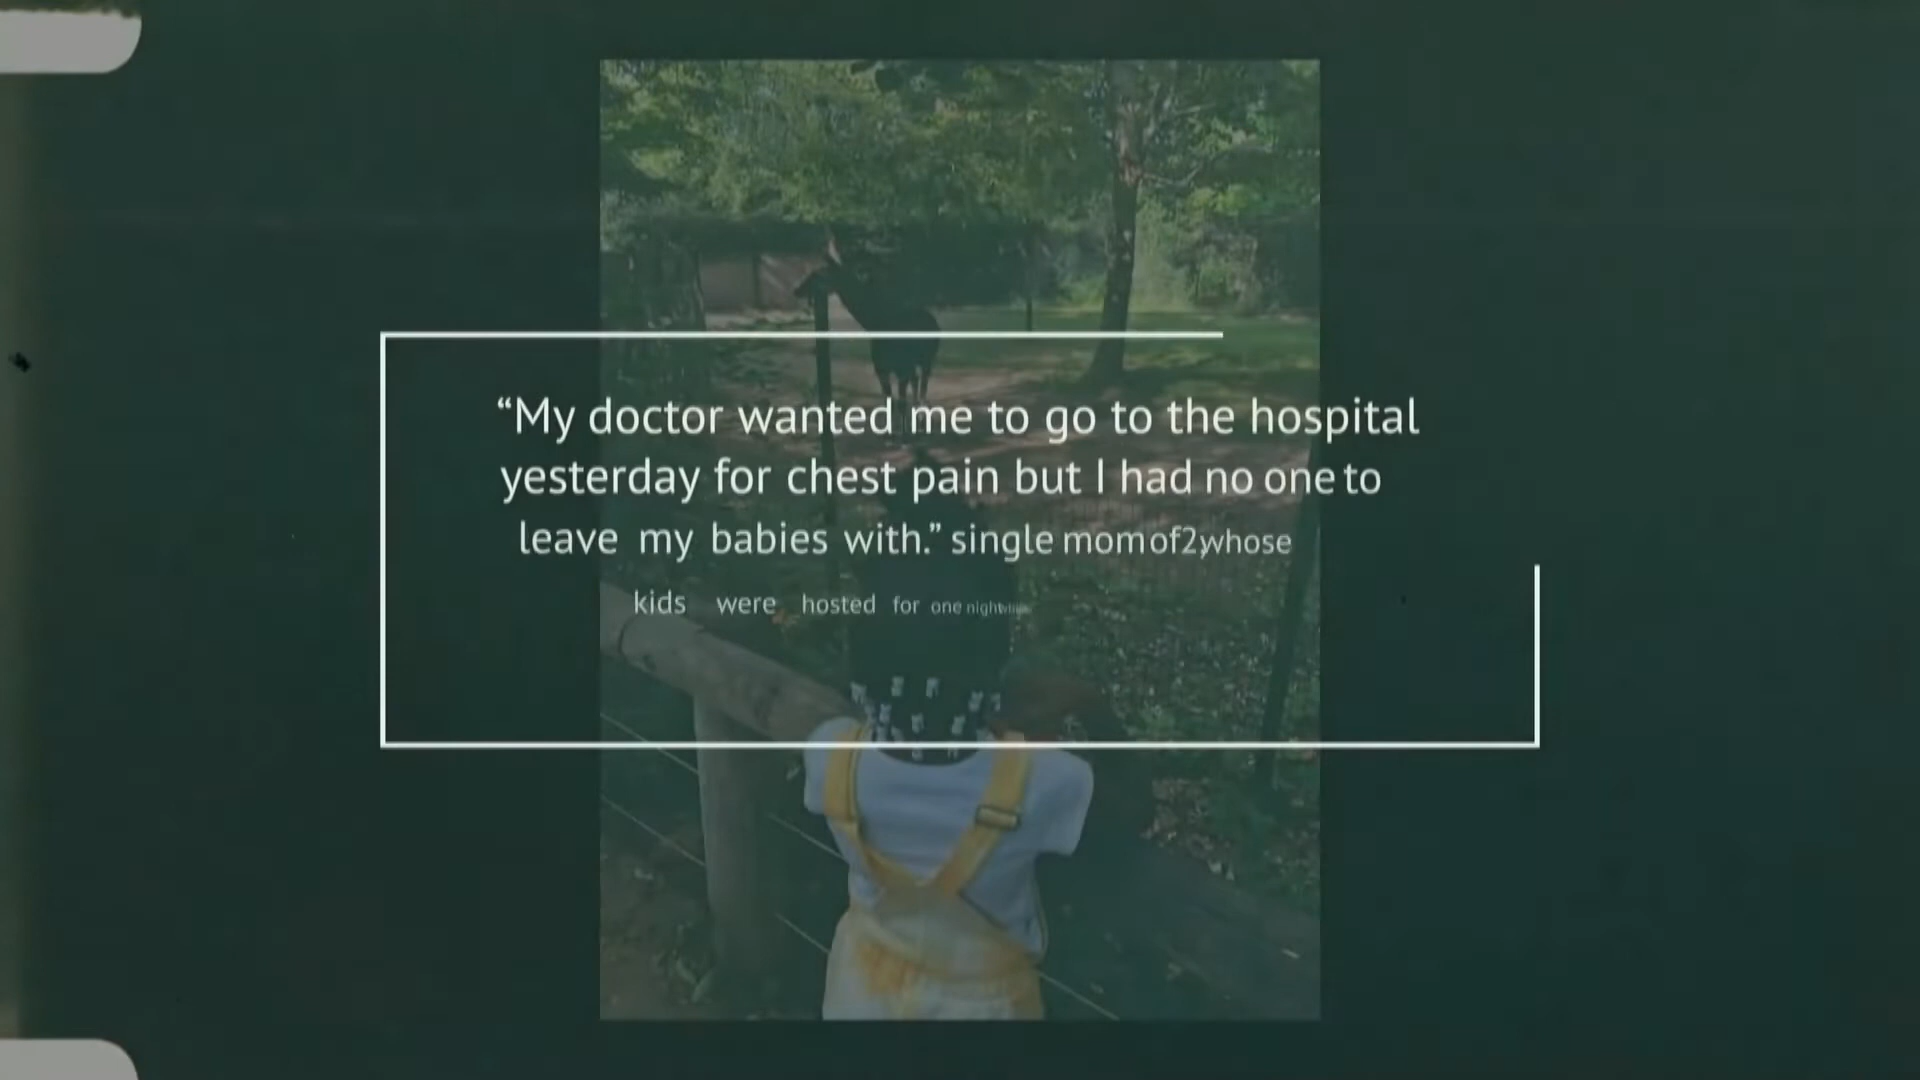 “My doctor wanted me to go to the hospital
yesterday for chest pain but I had no one to
leave my babies with.” single mom of 2 whose
kids were hosted for one night